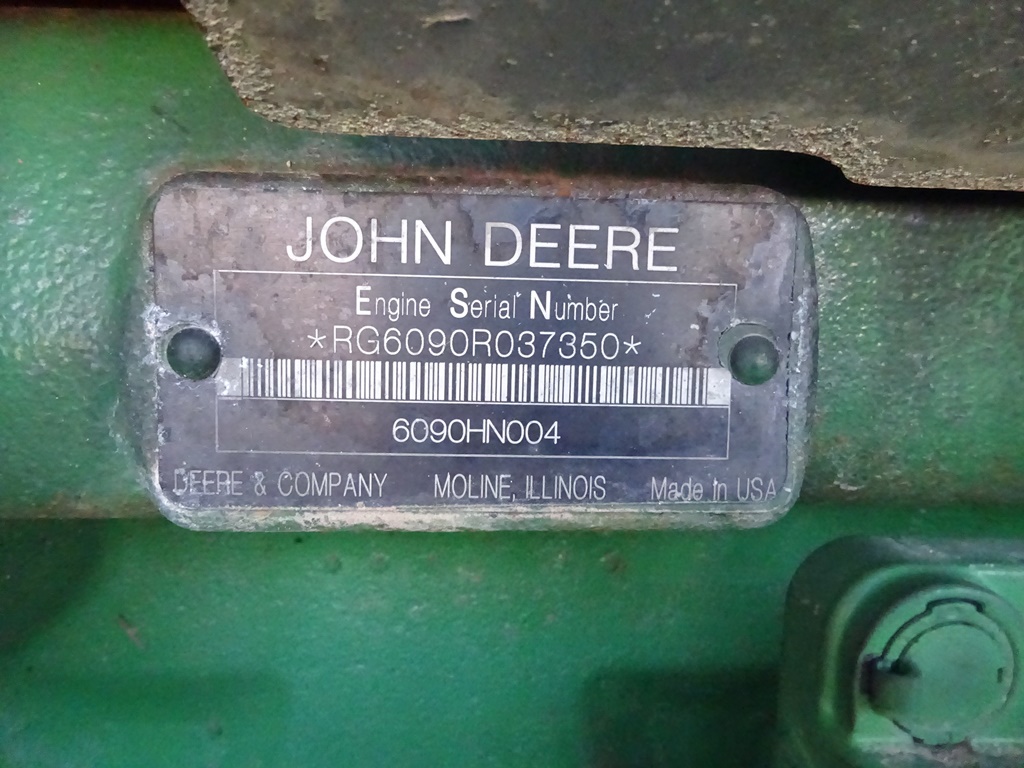 JOHN DEERE
Engine Serial Number
*RG6090R037350*
6090HN004
DEERE & COMPANY MOLINE, ILLINOIS Made in USA